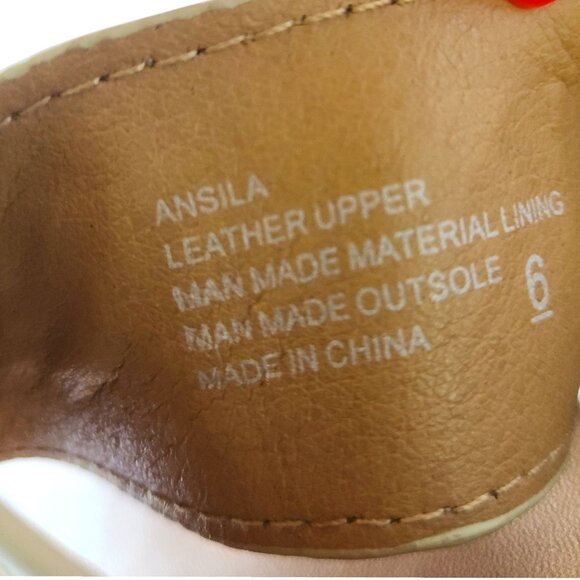 ANSILA
LEATHER UPPER
MAN MADE MATERIAL LINING
MAN MADE OUTSOLE
MADE IN CHINA
6